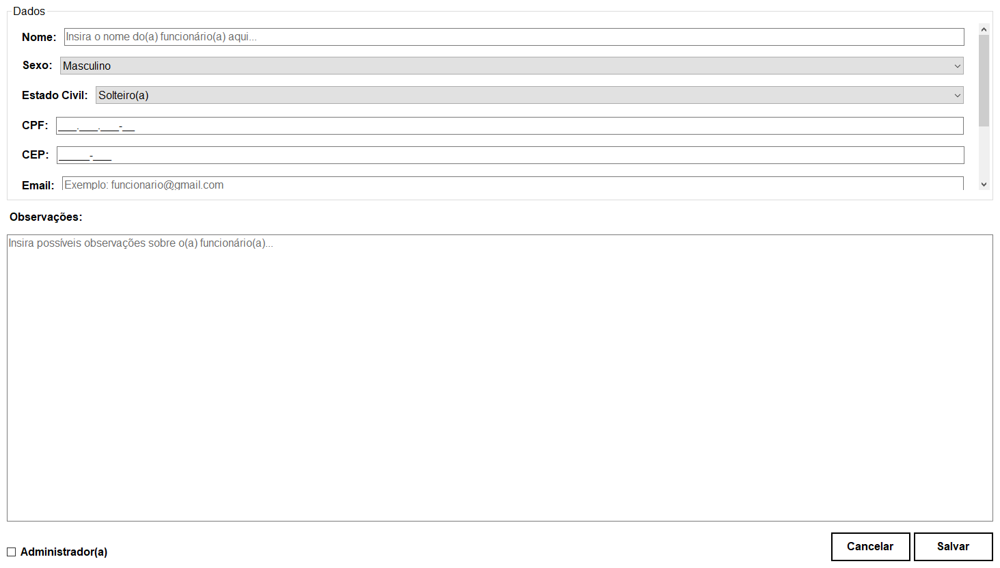 Dados
Nome: Insira o nome do(a) funcionário(a) aqui...
Sexo: Masculino
Estado Civil: Solteiro(a)
CPF: ___.___.___-__
CEP: _____-___
Email: Exemplo: funcionario@gmail.com
Observações:
Insira possíveis observações sobre o(a) funcionário(a)...
Administrador(a)
Cancelar
Salvar